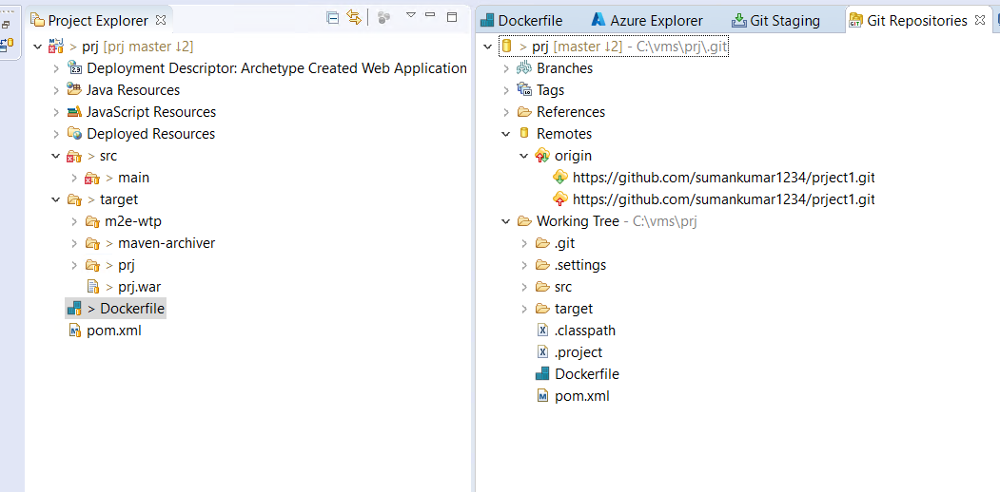 Project Explorer
> prj [prj master ↓2]
> Deployment Descriptor: Archetype Created Web Application
> Java Resources
> JavaScript Resources
> Deployed Resources
> src
> > main
> target
> m2e-wtp
> > maven-archiver
> > prj
> prj.war
> Dockerfile
pom.xml
Dockerfile
Azure Explorer
Git Staging
Git Repositories
> prj [master ↓2] - C:\vms\prj\.git
> Branches
> Tags
> References
Remotes
origin
https://github.com/sumankumar1234/prject1.git
https://github.com/sumankumar1234/prject1.git
Working Tree - C:\vms\prj
> .git
> .settings
> src
> target
.classpath
.project
Dockerfile
pom.xml